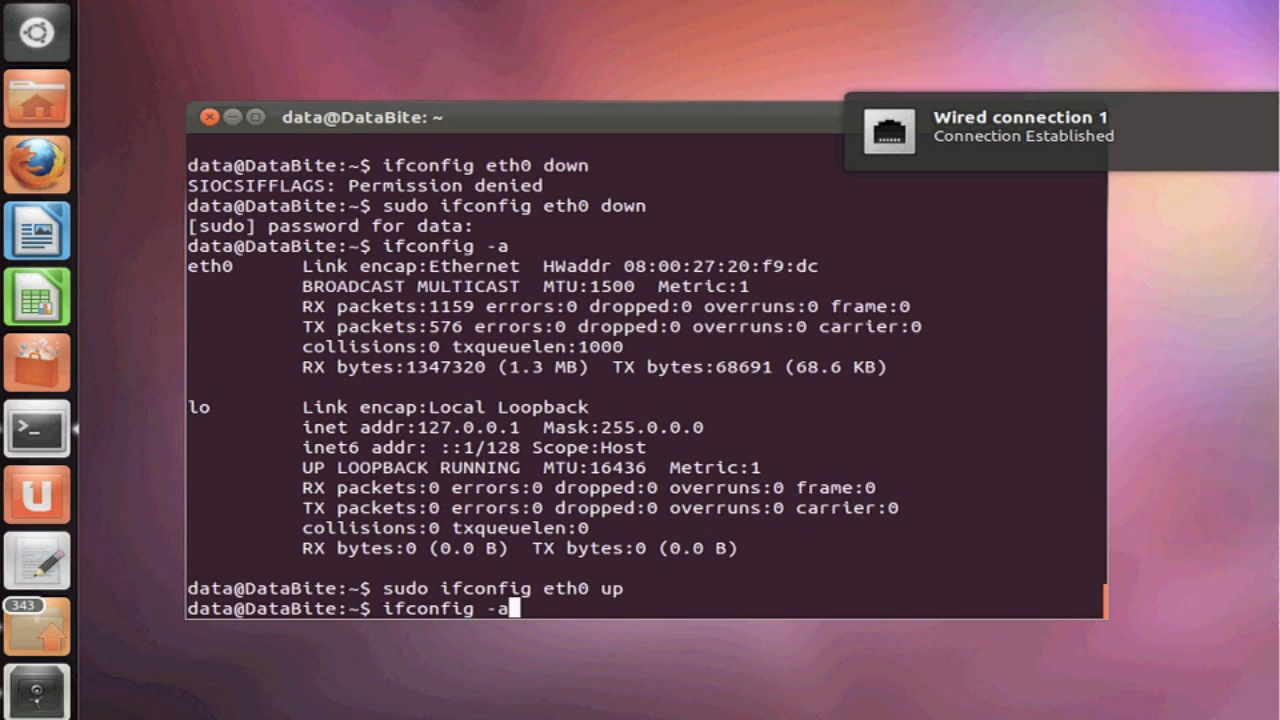 data@DataBite: ~
Wired connection 1
Connection Established
data@DataBite:~$ ifconfig eth0 down
SIOCSIFFLAGS: Permission denied
data@DataBite:~$ sudo ifconfig eth0 down
[sudo] password for data:
data@DataBite:~$ ifconfig -a
eth0      Link encap:Ethernet  HWaddr 08:00:27:20:f9:dc
          BROADCAST MULTICAST  MTU:1500  Metric:1
          RX packets:1159 errors:0 dropped:0 overruns:0 frame:0
          TX packets:576 errors:0 dropped:0 overruns:0 carrier:0
          collisions:0 txqueuelen:1000
          RX bytes:1347320 (1.3 MB)  TX bytes:68691 (68.6 KB)
lo        Link encap:Local Loopback
          inet addr:127.0.0.1  Mask:255.0.0.0
          inet6 addr: ::1/128 Scope:Host
          UP LOOPBACK RUNNING  MTU:16436  Metric:1
          RX packets:0 errors:0 dropped:0 overruns:0 frame:0
          TX packets:0 errors:0 dropped:0 overruns:0 carrier:0
          collisions:0 txqueuelen:0
          RX bytes:0 (0.0 B)  TX bytes:0 (0.0 B)
data@DataBite:~$ sudo ifconfig eth0 up
data@DataBite:~$ ifconfig -a
>_
U
343